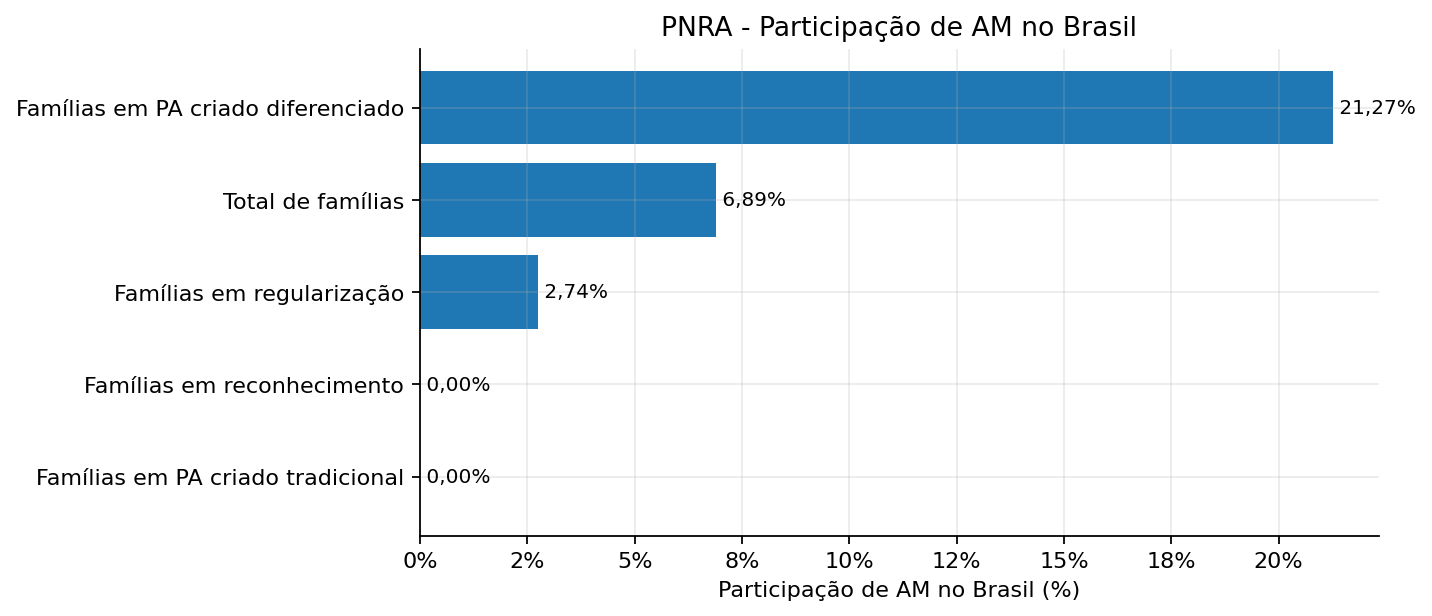 PNRA - Participação de AM no Brasil
Famílias em PA criado diferenciado 21,27%
Total de famílias 6,89%
Famílias em regularização 2,74%
Famílias em reconhecimento 0,00%
Famílias em PA criado tradicional 0,00%
0% 2% 5% 8% 10% 12% 15% 18% 20%
Participação de AM no Brasil (%)